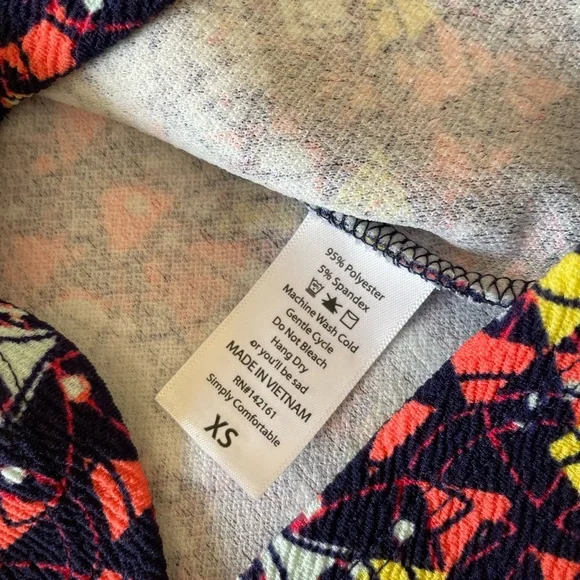 95% Polyester
5% Spandex
Machine Wash Cold
Gentle Cycle
Do Not Bleach
Hang Dry
or you'll be sad
MADE IN VIETNAM
RN#142161
Simply Comfortable
XS